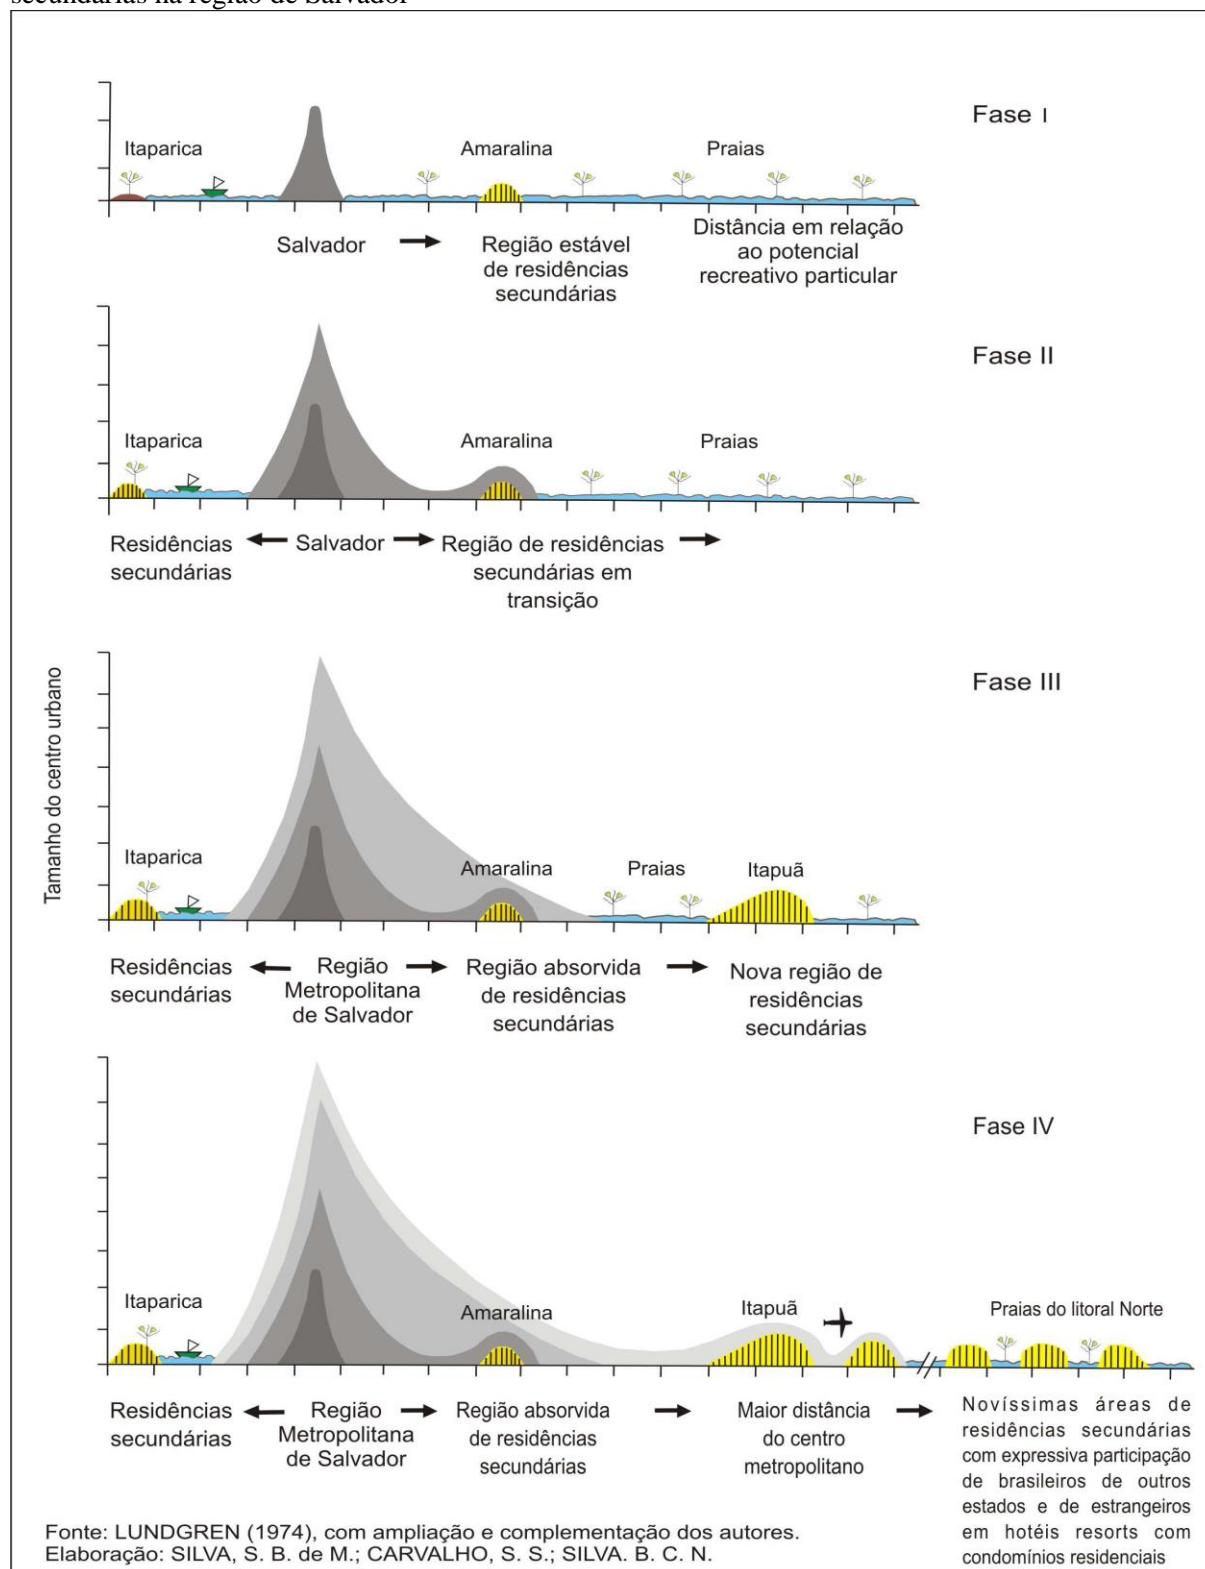 secundárias na região de Salvador
Fase I
Itaparica
Amaralina
Praias
Salvador
Região estável
de residências
secundárias
Distância em relação
ao potencial
recreativo particular
Fase II
Itaparica
Amaralina
Praias
Residências
secundárias
Salvador
Região de residências
secundárias em
transição
Tamanho do centro urbano
Fase III
Itaparica
Amaralina
Praias
Itapuã
Residências
secundárias
Região
Metropolitana
de Salvador
Região absorvida
de residências
secundárias
Nova região de
residências
secundárias
Fase IV
Itaparica
Amaralina
Itapuã
Praias do litoral Norte
Residências
secundárias
Região
Metropolitana
de Salvador
Região absorvida
de residências
secundárias
Maior distância
do centro
metropolitano
Novíssimas áreas de
residências secundárias
com expressiva participação
de brasileiros de outros
estados e de estrangeiros
em hotéis resorts com
condomínios residenciais
Fonte: LUNDGREN (1974), com ampliação e complementação dos autores.
Elaboração: SILVA, S. B. de M.; CARVALHO, S. S.; SILVA. B. C. N.